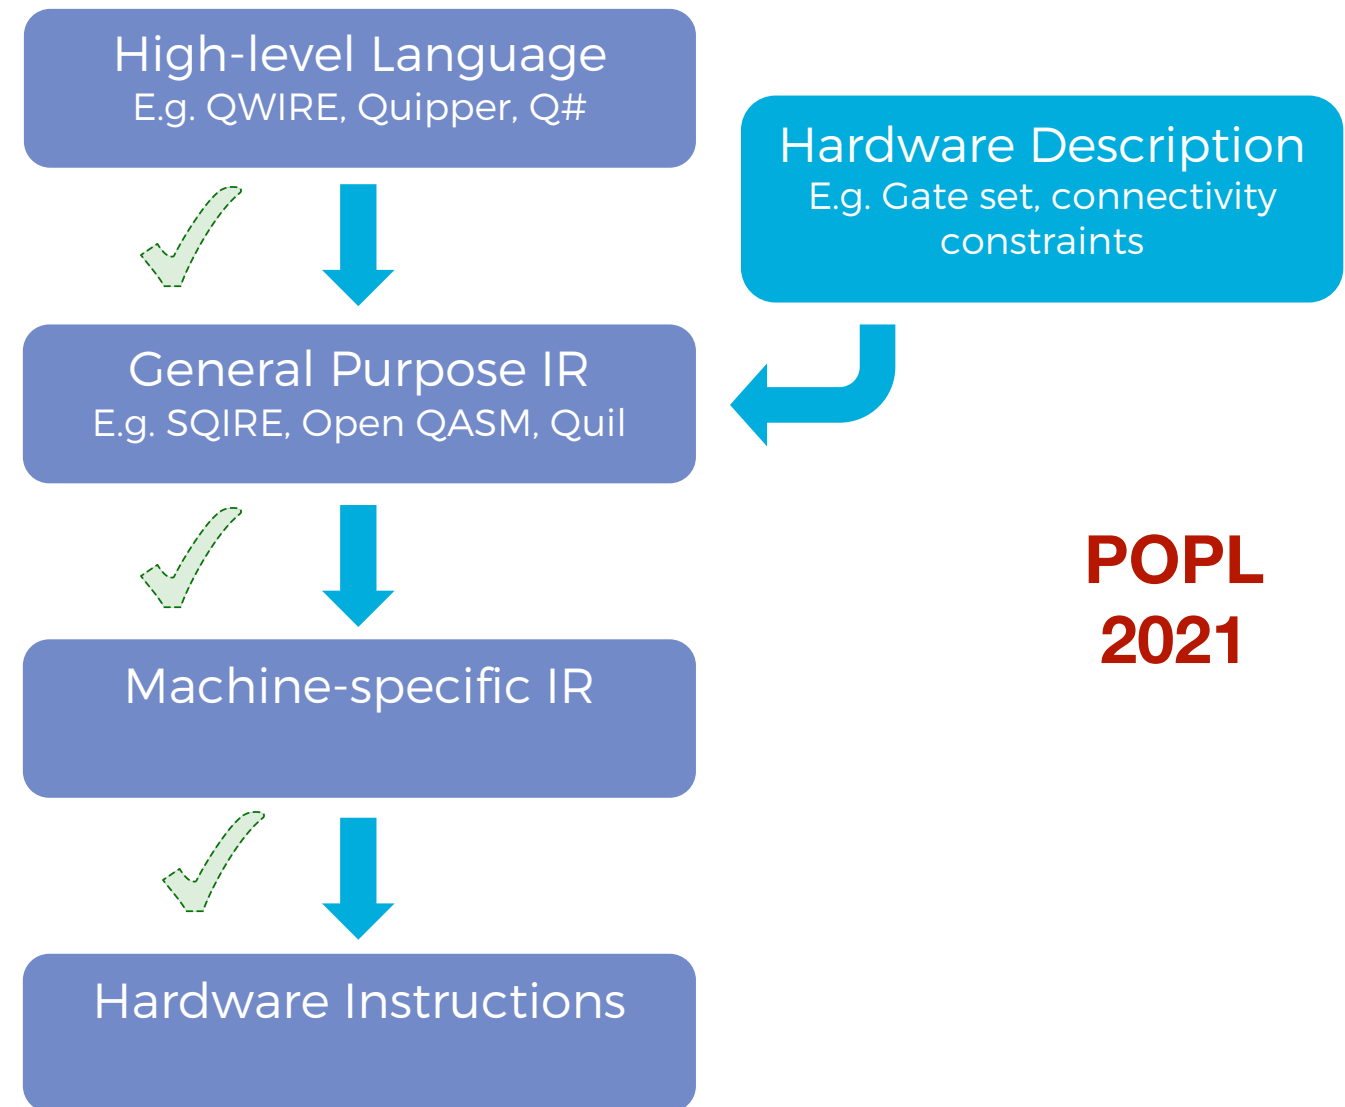 High-level Language
E.g. QWIRE, Quipper, Q#
Hardware Description
E.g. Gate set, connectivity
constraints
General Purpose IR
E.g. SQIRE, Open QASM, Quil
POPL
2021
Machine-specific IR
Hardware Instructions